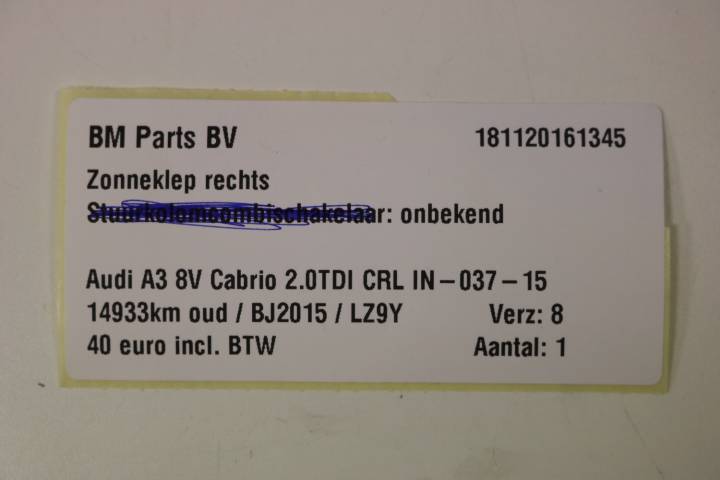 BM Parts BV 181120161345
Zonneklep rechts
Stuurkolomcombischakelaar: onbekend
Audi A3 8V Cabrio 2.0TDI CRL IN-037-15
14933km oud / BJ2015 / LZ9Y Verz: 8
40 euro incl. BTW Aantal: 1